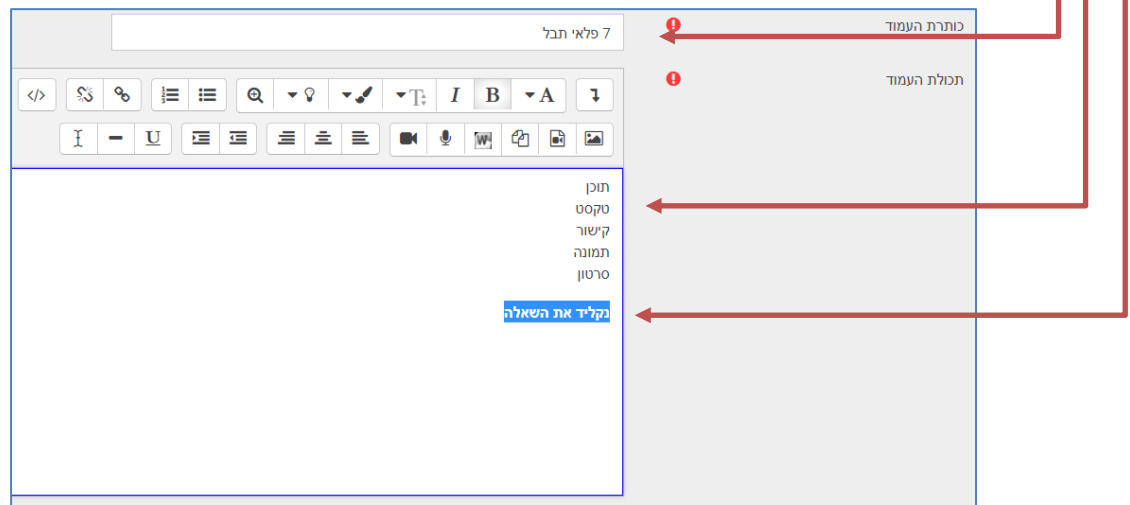 כותרת העמוד
7 פלאי תבל
תכולת העמוד
A B I T
W U I
תוכן
טקסט
קישור
תמונה
סרטון
נקליד את השאלה